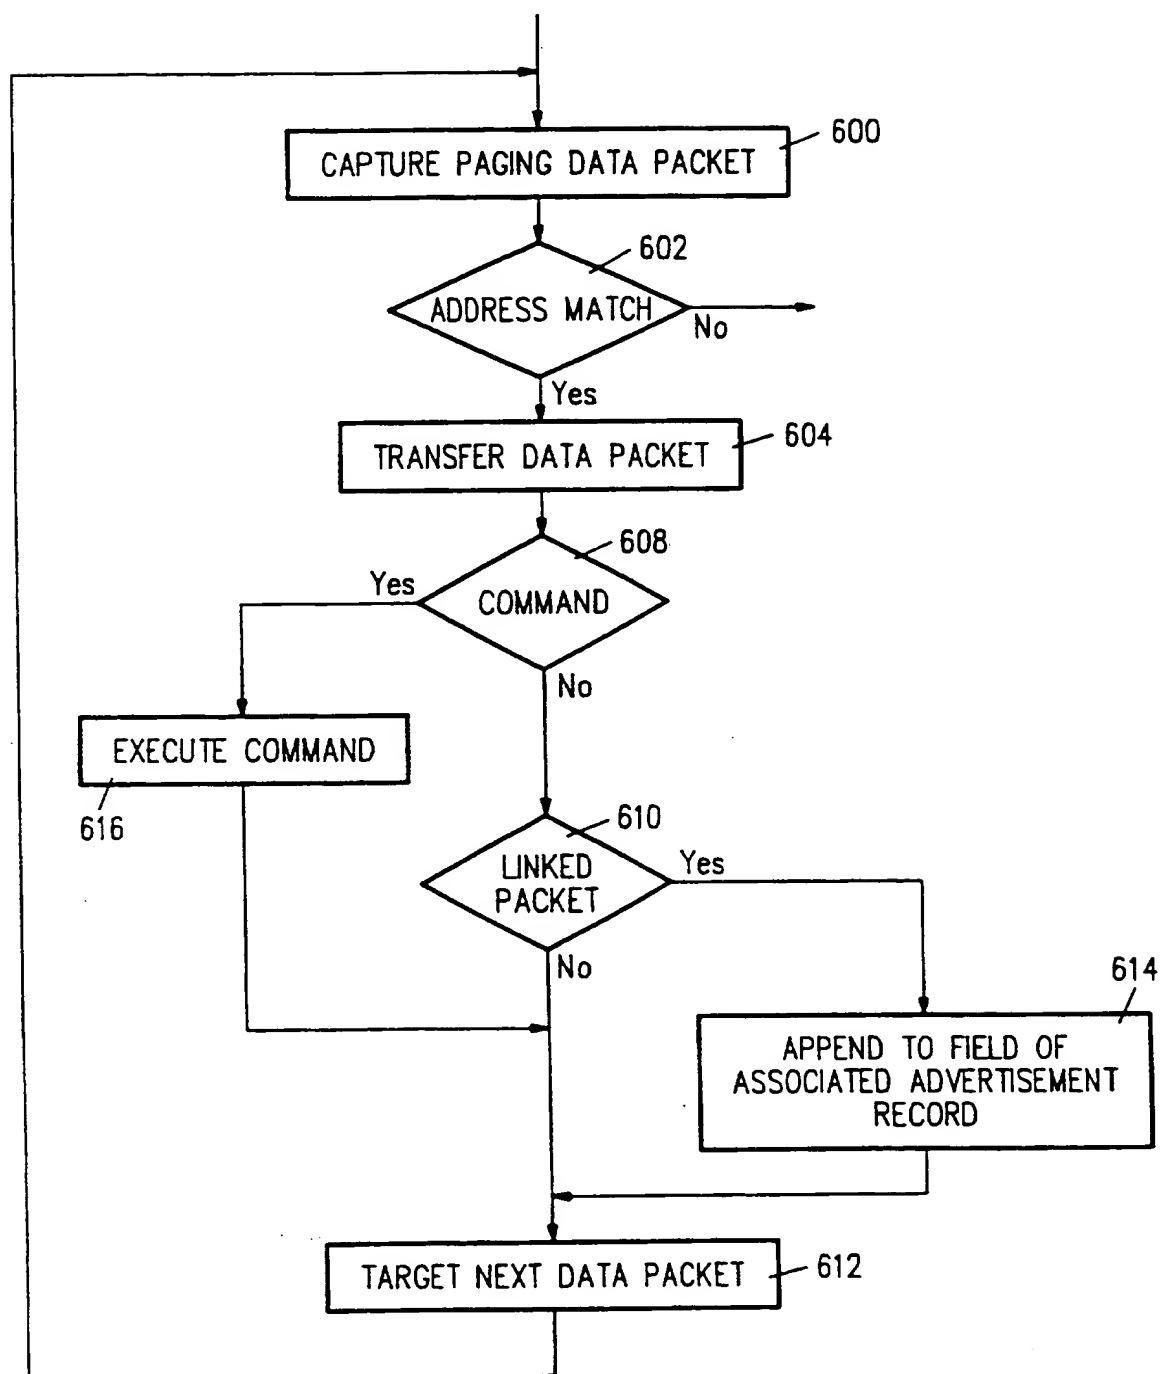 600
CAPTURE PAGING DATA PACKET
602
ADDRESS MATCH
No
Yes
604
TRANSFER DATA PACKET
608
Yes
COMMAND
No
EXECUTE COMMAND
616
610
LINKED
PACKET
Yes
No
614
APPEND TO FIELD OF
ASSOCIATED ADVERTISEMENT
RECORD
TARGET NEXT DATA PACKET
612